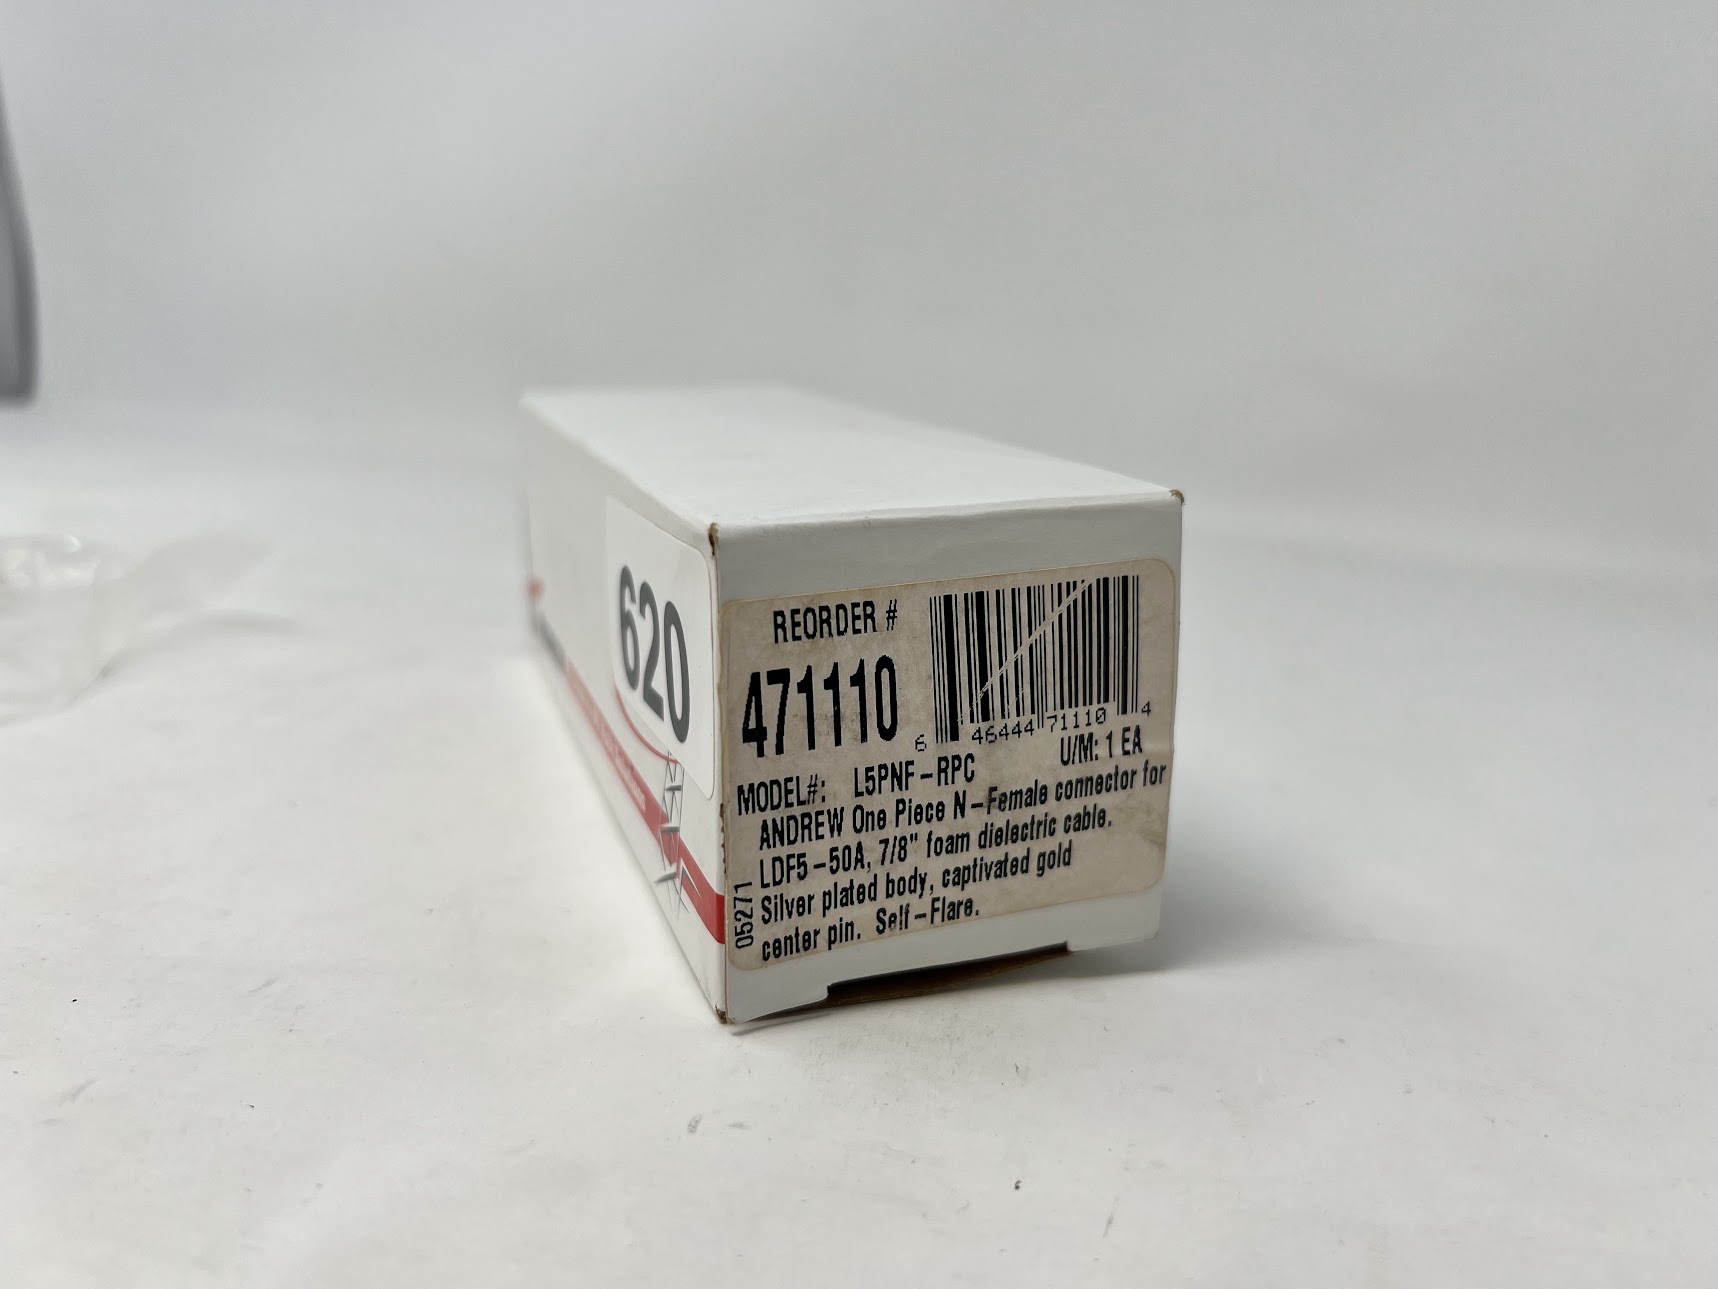 620
REORDER #
471110
6 46444 71110 4
U/M: 1 EA
MODEL#: L5PNF-RPC
ANDREW One Piece N-Female connector for
LDF5-50A, 7/8" foam dielectric cable.
Silver plated body, captivated gold
center pin. Self-Flare.
05271